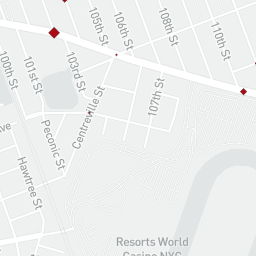 105th St
106th St
108th St
110th St
100th St
101st St
103rd St
107th St
Centreville St
Ave
Peconic St
Hawtree St
Resorts World
Casino NYC